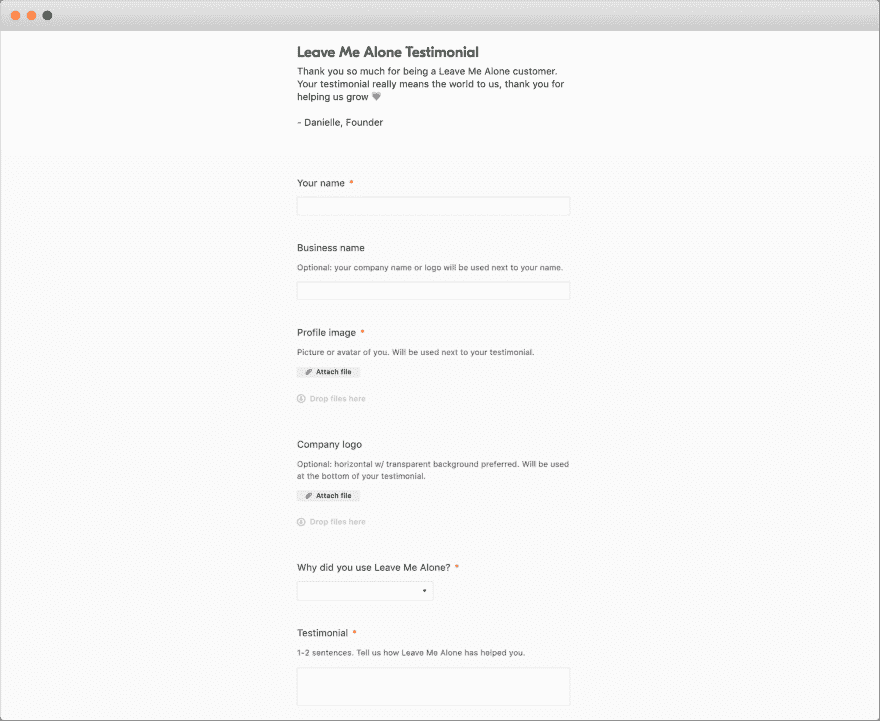 Leave Me Alone Testimonial
Thank you so much for being a Leave Me Alone customer.
Your testimonial really means the world to us, thank you for
helping us grow 💜
- Danielle, Founder
Your name *
Business name
Optional: your company name or logo will be used next to your name.
Profile image *
Picture or avatar of you. Will be used next to your testimonial.
Attach file
Drop files here
Company logo
Optional: horizontal w/ transparent background preferred. Will be used
at the bottom of your testimonial.
Attach file
Drop files here
Why did you use Leave Me Alone? *
Testimonial *
1-2 sentences. Tell us how Leave Me Alone has helped you.